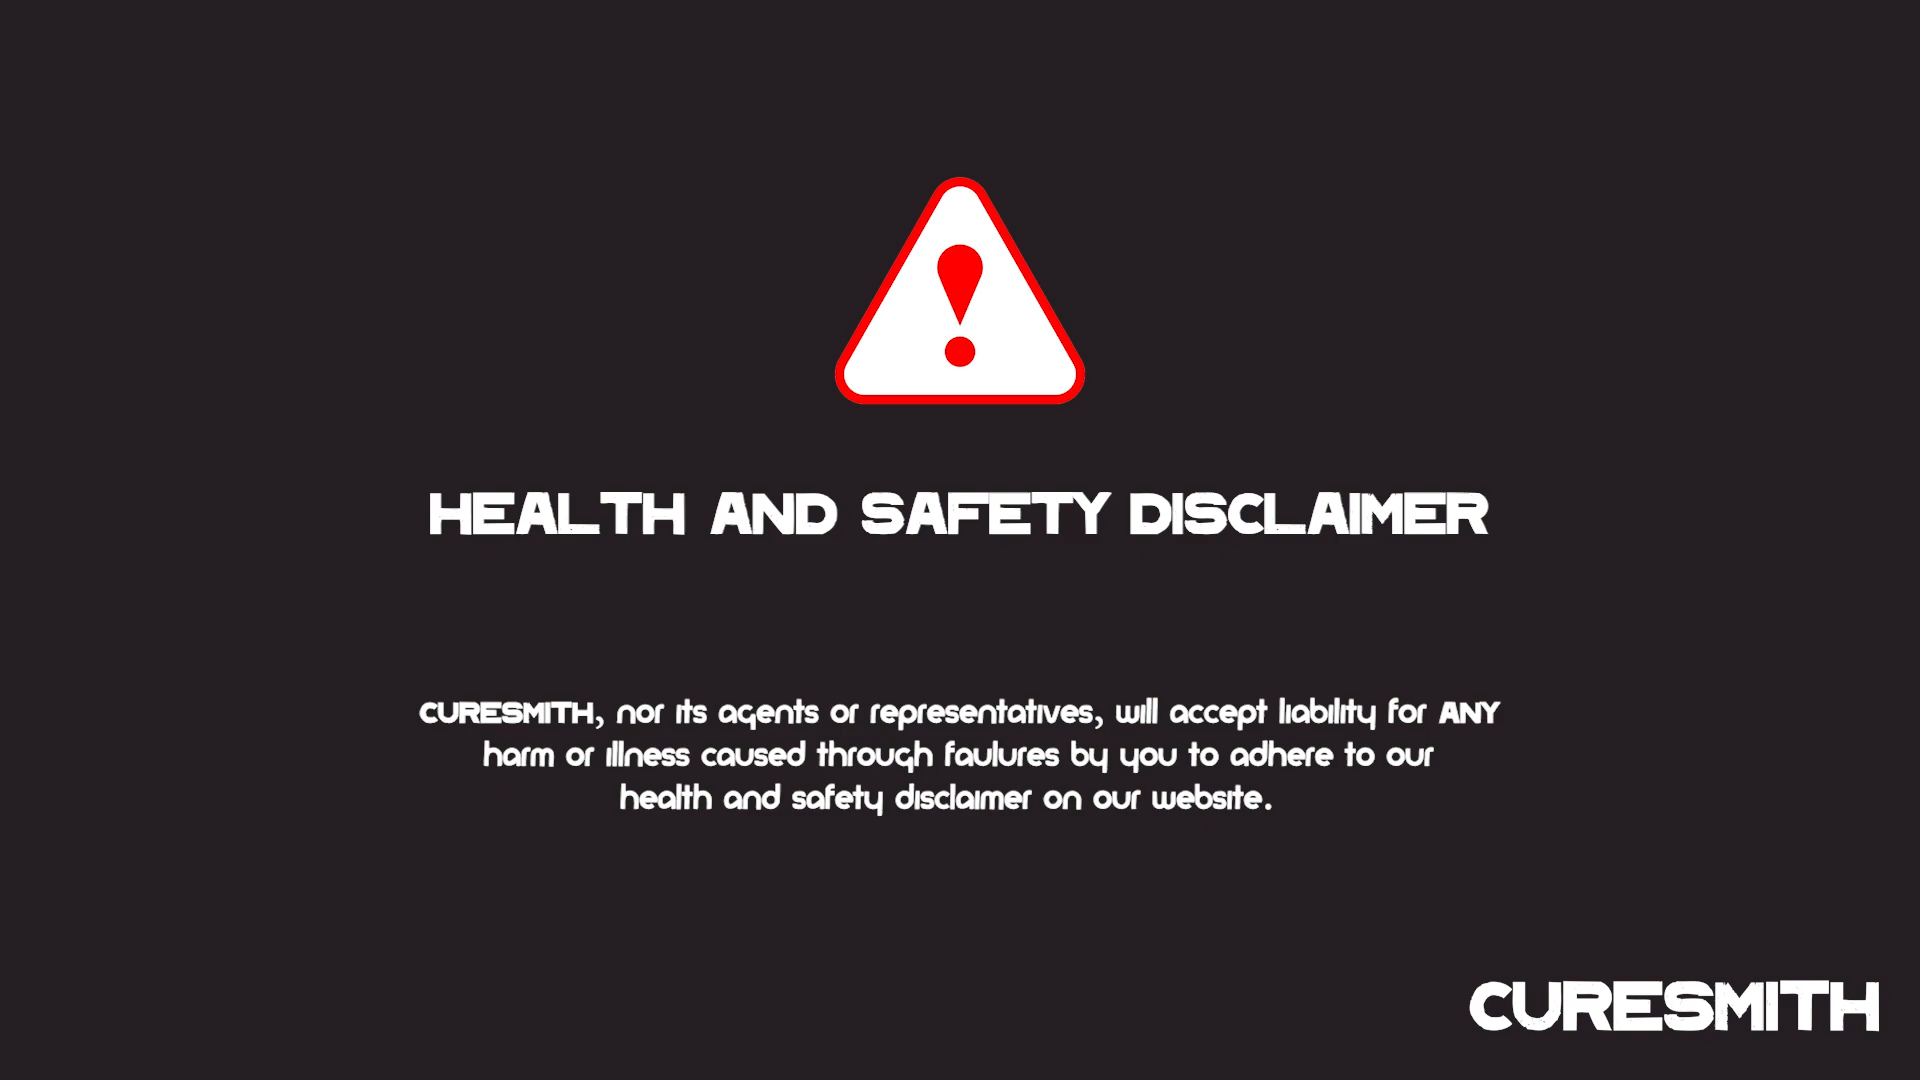 HEALTH AND SAFETY DISCLAIMER
CURESMITH, nor its agents or representatives, will accept liability for ANY
harm or illness caused through faulures by you to adhere to our
health and safety disclaimer on our website.
CURESMITH